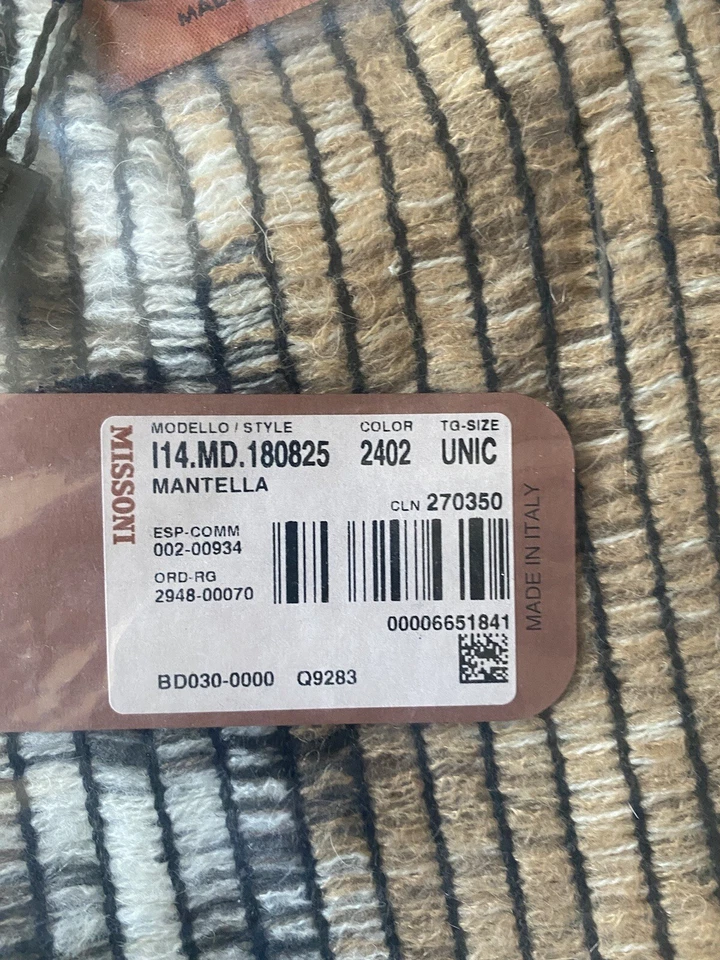 MADE
MISSONI
MODELLO / STYLE COLOR TG-SIZE
I14.MD.180825 2402 UNIC
MANTELLA
CLN 270350
ESP-COMM
002-00934
ORD-RG
2948-00070
00006651841
BD030-0000 Q9283
MADE IN ITALY